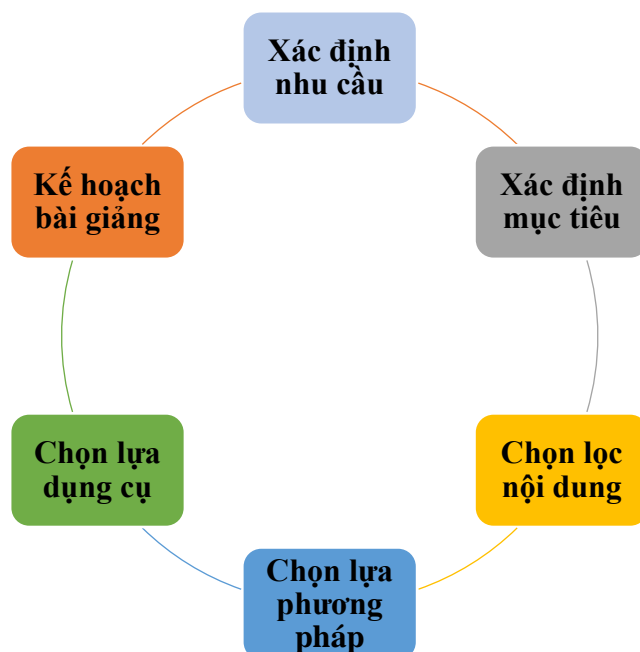 Xác định
nhu cầu
Xác định
mục tiêu
Chọn lọc
nội dung
Chọn lựa
phương
pháp
Chọn lựa
dụng cụ
Kế hoạch
bài giảng